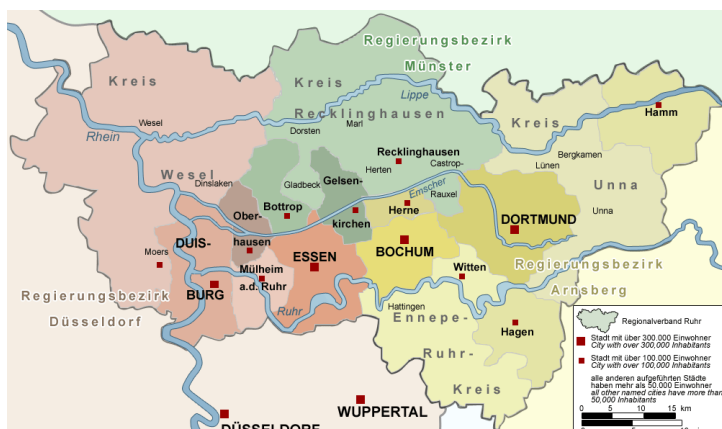 Regierungsbezirk
Münster
Kreis
Kreis
Lippe
Recklinghausen
Hamm
Wesel
Rhein
Dorsten
Marl
Kreis
Bergkamen
Lünen
Recklinghausen
Castrop-
Herten
Wesel
Dinslaken
Gladbeck
Gelsen-
Emscher
Rauxel
Unna
Bottrop
Herne
Unna
Ober-
kirchen
DORTMUND
DUIS-
hausen
ESSEN
BOCHUM
Moers
Mülheim
a.d. Ruhr
Witten
Regierungsbezirk
Arnsberg
BURG
Regierungsbezirk
Düsseldorf
Ruhr
Hattingen
Ennepe-
Hagen
Ruhr-
Kreis
WUPPERTAL
DÜSSELDORF
Regionalverband Ruhr
Stadt mit über 300.000 Einwohner
City with over 300,000 Inhabitants
Stadt mit über 100.000 Einwohner
City with over 100,000 Inhabitants
alle anderen aufgeführten Städte
haben mehr als 50.000 Einwohner
all other named cities have more than
50,000 Inhabitants
0 5 10 15
km
0